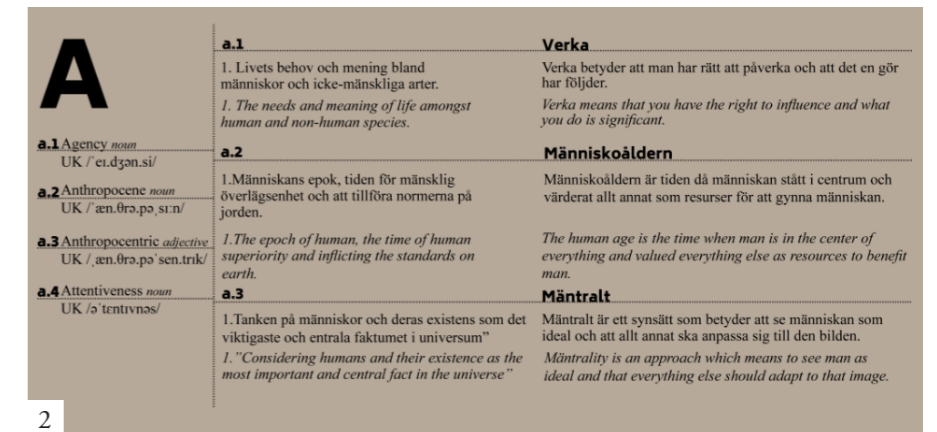 A
a.1 Agency noun
UK /ˈeɪ.dʒən.si/
a.2 Anthropocene noun
UK /ˈæn.θrə.pəˌsɪːn/
a.3 Anthropocentric adjective
UK /ˌæn.θrə.pəˈsen.trɪk/
a.4 Attentiveness noun
UK /əˈtɛntɪvnəs/
a.1
1. Livets behov och mening bland
människor och icke-mänskliga arter.
1. The needs and meaning of life amongst
human and non-human species.
a.2
1.Människans epok, tiden för mänsklig
överlägsenhet och att tillföra normerna på
jorden.
1.The epoch of human, the time of human
superiority and inflicting the standards on
earth.
a.3
1.Tanken på människor och deras existens som det
viktigaste och entrala faktumet i universum”
1.”Considering humans and their existence as the
most important and central fact in the universe”
Verka
Verka betyder att man har rätt att påverka och att det en gör
har följder.
Verka means that you have the right to influence and what
you do is significant.
Människoåldern
Människoåldern är tiden då människan stått i centrum och
värderat allt annat som resurser för att gynna människan.
The human age is the time when man is in the center of
everything and valued everything else as resources to benefit
man.
Mäntralt
Mäntralt är ett synsätt som betyder att se människan som
ideal och att allt annat ska anpassa sig till den bilden.
Mäntrality is an approach which means to see man as
ideal and that everything else should adapt to that image.
2